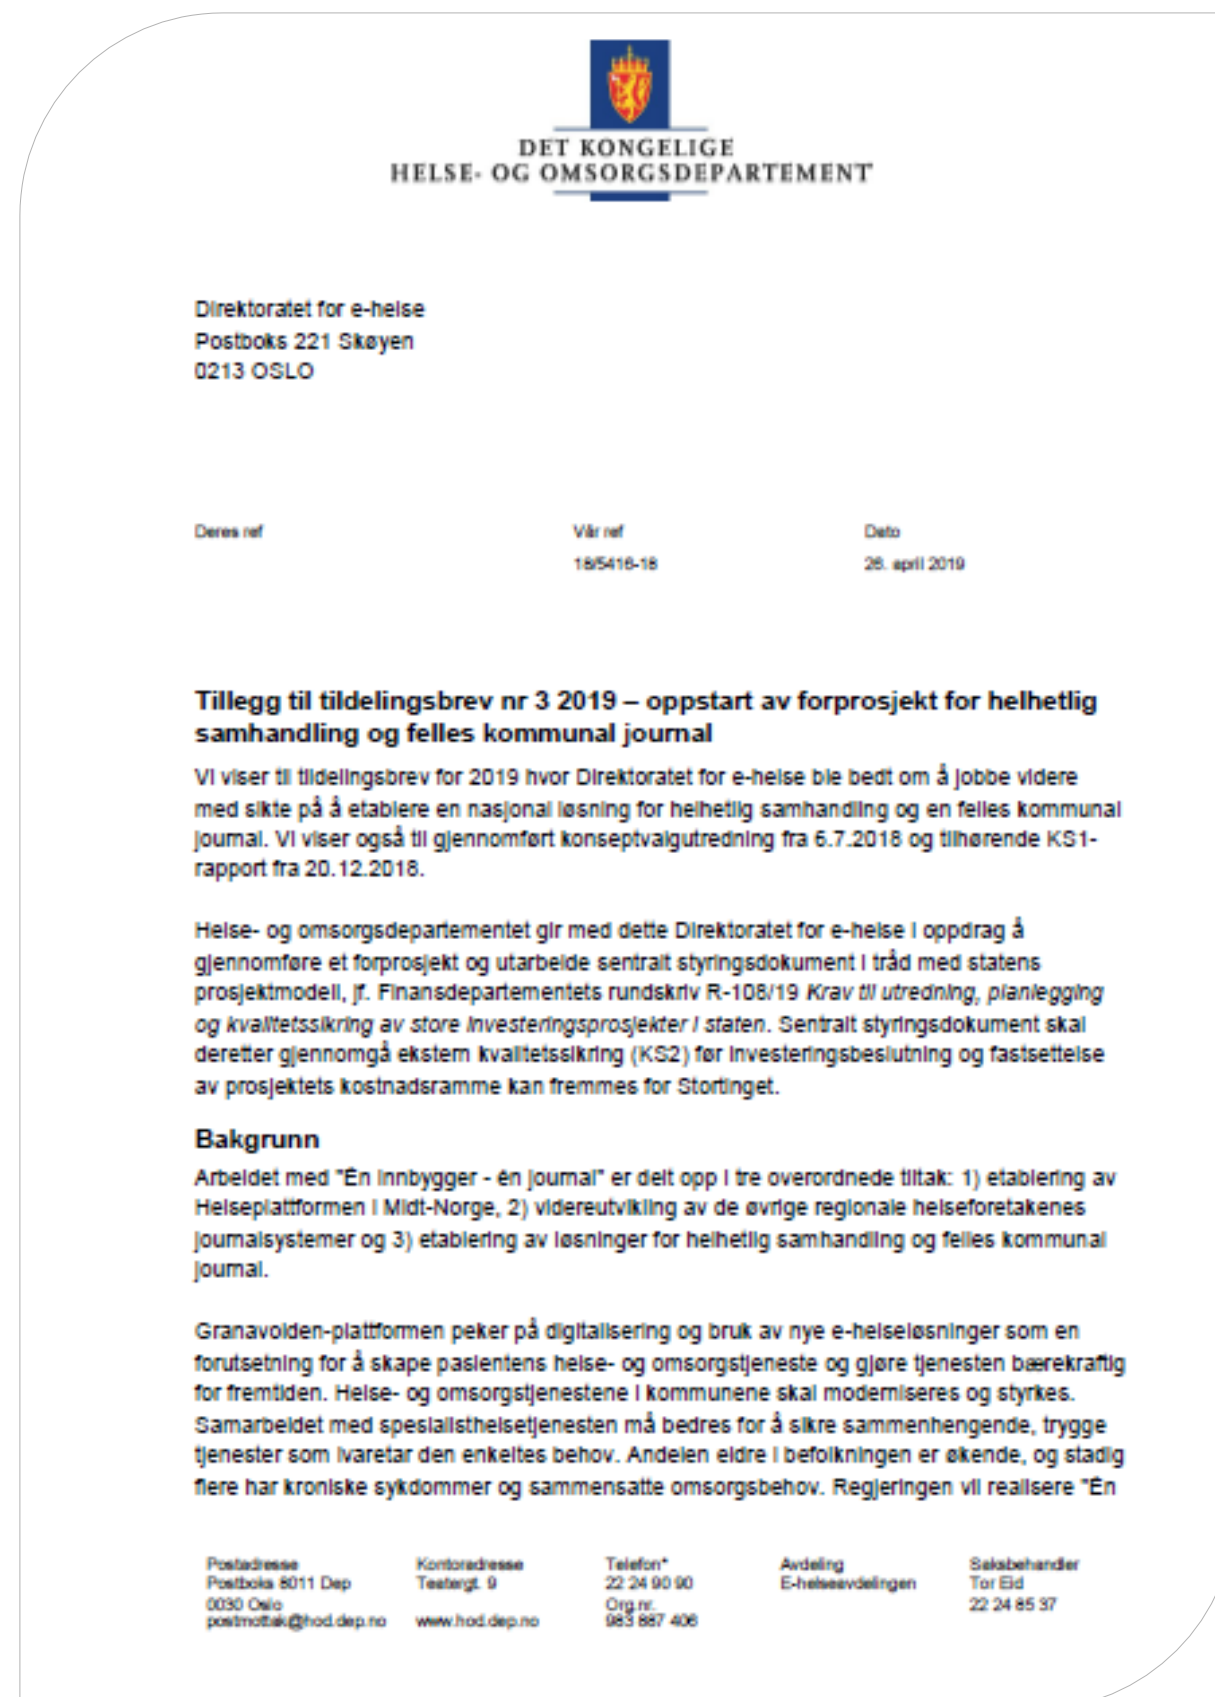 DET KONGELIGE
HELSE- OG OMSORGSDEPARTEMENT
Direktoratet for e-helse
Postboks 221 Skøyen
0213 OSLO
Deres ref Vår ref Dato
18/5416-18 26. april 2019
Tillegg til tildelingsbrev nr 3 2019 – oppstart av forprosjekt for helhetlig
samhandling og felles kommunal journal
Vi viser til tildelingsbrev for 2019 hvor Direktoratet for e-helse ble bedt om å jobbe videre
med sikte på å etablere en nasjonal løsning for helhetlig samhandling og en felles kommunal
journal. Vi viser også til gjennomført konseptvalgutredning fra 6.7.2018 og tilhørende KS1-
rapport fra 20.12.2018.
Helse- og omsorgsdepartementet gir med dette Direktoratet for e-helse i oppdrag å
gjennomføre et forprosjekt og utarbeide sentralt styringsdokument i tråd med statens
prosjektmodell, jf. Finansdepartementets rundskriv R-108/19 Krav til utredning, planlegging
og kvalitetssikring av store investeringsprosjekter i staten. Sentralt styringsdokument skal
deretter gjennomgå ekstern kvalitetssikring (KS2) før investeringsbeslutning og fastsettelse
av prosjektets kostnadsramme kan fremmes for Stortinget.
Bakgrunn
Arbeidet med "Én innbygger - én journal" er delt opp i tre overordnede tiltak: 1) etablering av
Helseplattformen i Midt-Norge, 2) videreutvikling av de øvrige regionale helseforetakenes
journalsystemer og 3) etablering av løsninger for helhetlig samhandling og felles kommunal
journal.
Granavolden-plattformen peker på digitalisering og bruk av nye e-helseløsninger som en
forutsetning for å skape pasientens helse- og omsorgstjeneste og gjøre tjenesten bærekraftig
for fremtiden. Helse- og omsorgstjenestene i kommunene skal moderniseres og styrkes.
Samarbeidet med spesialisthelsetjenesten må bedres for å sikre sammenhengende, trygge
tjenester som ivaretar den enkeltes behov. Andelen eldre i befolkningen er økende, og stadig
flere har kroniske sykdommer og sammensatte omsorgsbehov. Regjeringen vil realisere "Én
Postadresse Kontoradresse Telefon* Avdeling Saksbehandler
Postboks 8011 Dep Teatergt. 9 22 24 90 90 E-helseavdelingen Tor Eid
0030 Oslo Org.nr. 22 24 85 37
postmottak@hod.dep.no www.hod.dep.no 983 887 406